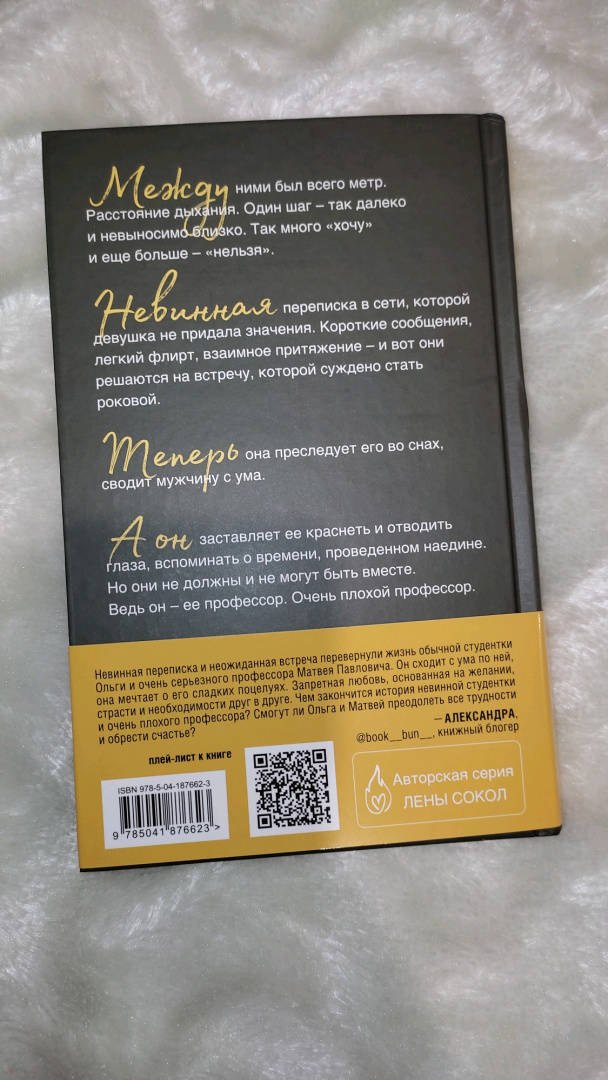 Между ними был всего метр.
Расстояние дыхания. Один шаг – так далеко
и невыносимо близко. Так много «хочу»
и еще больше – «нельзя».
Невинная переписка в сети, которой
девушка не придала значения. Короткие сообщения,
легкий флирт, взаимное притяжение – и вот они
решаются на встречу, которой суждено стать
роковой.
Теперь она преследует его во снах,
сводит мужчину с ума.
А он заставляет ее краснеть и отводить
глаза, вспоминать о времени, проведенном наедине.
Но они не должны и не могут быть вместе.
Ведь он – ее профессор. Очень плохой профессор.
Невинная переписка и неожиданная встреча перевернули жизнь обычной студентки
Ольги и очень серьезного профессора Матвея Павловича. Он сходит с ума по ней,
она мечтает о его сладких поцелуях. Запретная любовь, основанная на желании,
страсти и необходимости друг в друге. Чем закончится история невинной студентки
и очень плохого профессора? Смогут ли Ольга и Матвей преодолеть все трудности
и обрести счастье?
– АЛЕКСАНДРА,
@book__bun__, книжный блогер
плей-лист к книге
ISBN 978-5-04-187662-3
9 785041 876623>
Авторская серия
ЛЕНЫ СОКОЛ